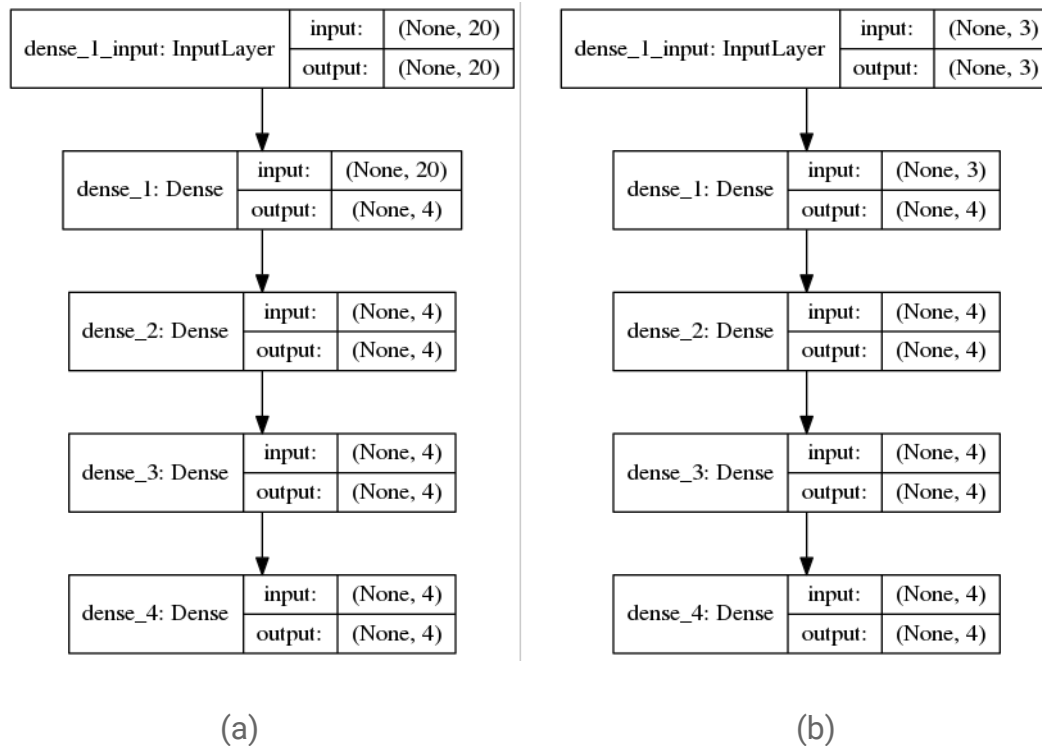 dense_1_input: InputLayer
input: (None, 20)
output: (None, 20)
dense_1: Dense
input: (None, 20)
output: (None, 4)
dense_2: Dense
input: (None, 4)
output: (None, 4)
dense_3: Dense
input: (None, 4)
output: (None, 4)
dense_4: Dense
input: (None, 4)
output: (None, 4)
(a)
dense_1_input: InputLayer
input: (None, 3)
output: (None, 3)
dense_1: Dense
input: (None, 3)
output: (None, 4)
dense_2: Dense
input: (None, 4)
output: (None, 4)
dense_3: Dense
input: (None, 4)
output: (None, 4)
dense_4: Dense
input: (None, 4)
output: (None, 4)
(b)